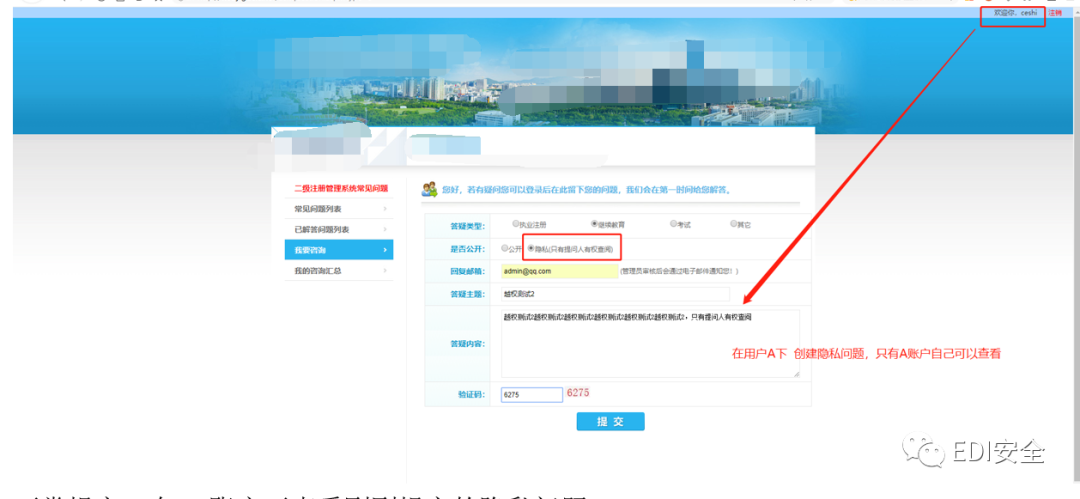 欢迎你, ceshi 注销
二级注册管理系统常见问题
常见问题列表
已解答问题列表
我要咨询
我的咨询汇总
您好，若有疑问您可以登录后在此留下您的问题，我们会在第一时间给您解答。
答疑类型: 执业注册 继续教育 考试 其它
是否公开: 公开 隐私(只有提问人有权查阅)
回复邮箱: admin@qq.com (管理员审核后会通过电子邮件通知您！)
答疑主题: 越权测试2
答疑内容: 越权测试2越权测试2越权测试2越权测试2越权测试2越权测试2，只有提问人有权查阅
在用户A下 创建隐私问题，只有A账户自己可以查看
验证码: 6275 6275
提 交
EDI安全